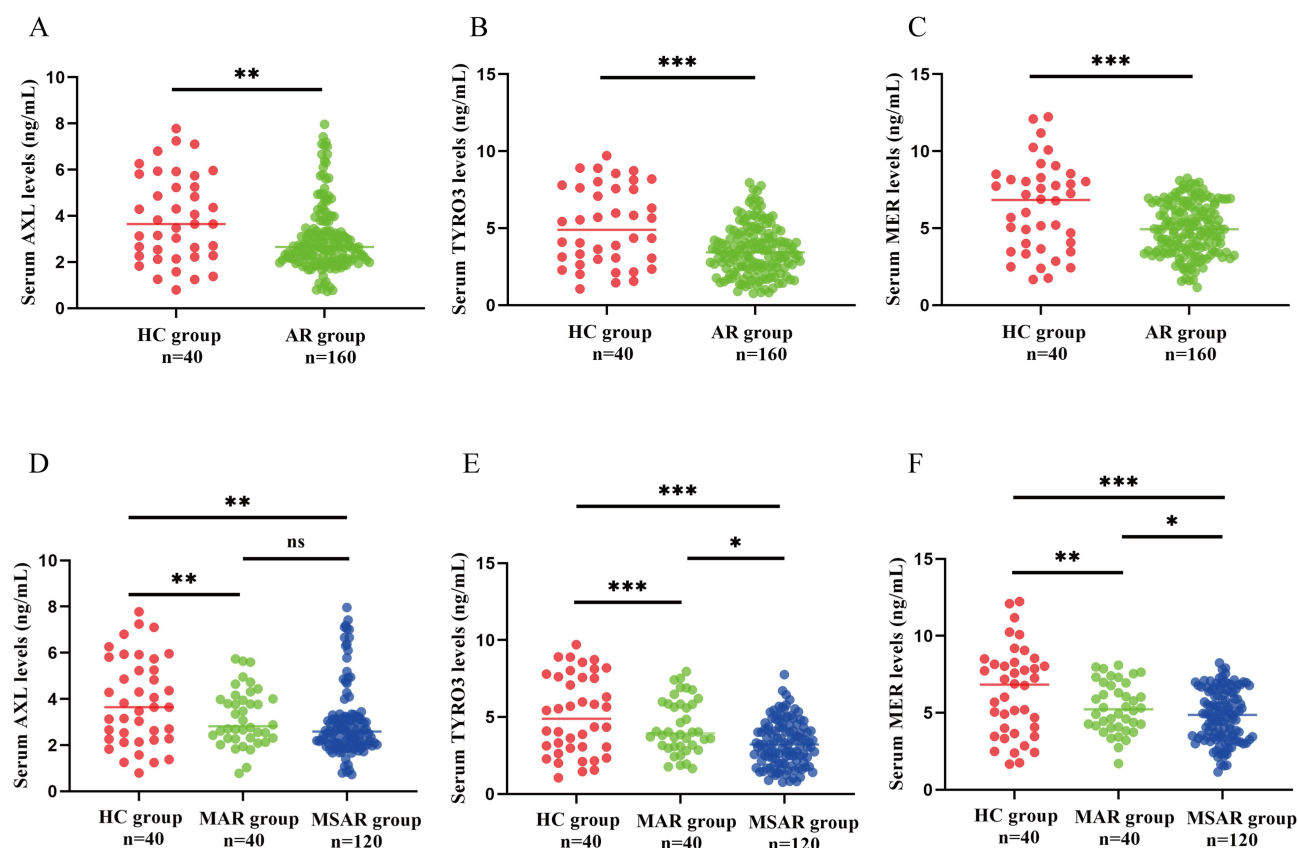 A
Serum AXL levels (ng/mL)
10
8
6
4
2
0
**
HC group
n=40
AR group
n=160
B
Serum TYRO3 levels (ng/mL)
15
10
5
0
***
HC group
n=40
AR group
n=160
C
Serum MER levels (ng/mL)
15
10
5
0
***
HC group
n=40
AR group
n=160
D
Serum AXL levels (ng/mL)
10
8
6
4
2
0
**
ns
**
HC group
n=40
MAR group
n=40
MSAR group
n=120
E
Serum TYRO3 levels (ng/mL)
15
10
5
0
***
*
***
HC group
n=40
MAR group
n=40
MSAR group
n=120
F
Serum MER levels (ng/mL)
15
10
5
0
***
*
**
HC group
n=40
MAR group
n=40
MSAR group
n=120